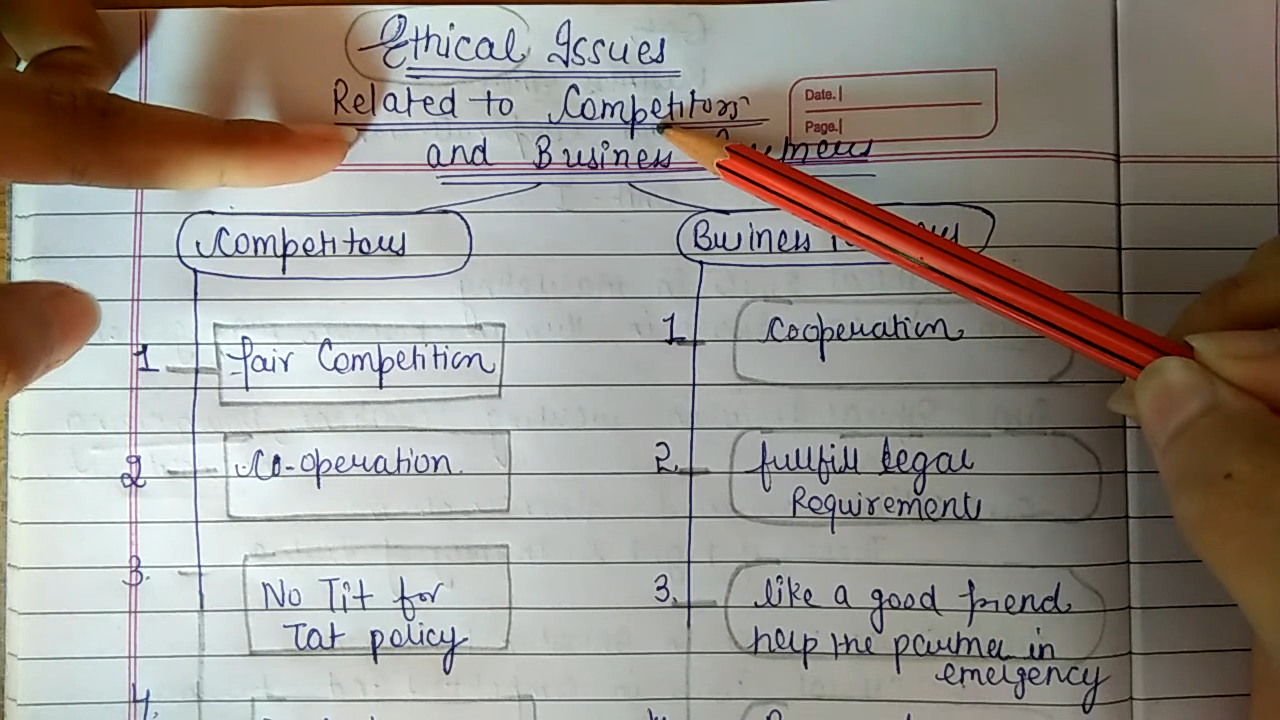 Ethical Issues
Related to Competitors
Date.
Page.
and Business
Competitors
Business
1
fair Competition
2
Co-operation.
3.
No Tit for
Tat policy
4.
1.
Cooperation
2.
fullfill legal
Requirement
3.
like a good friend
help the partner in
emergency